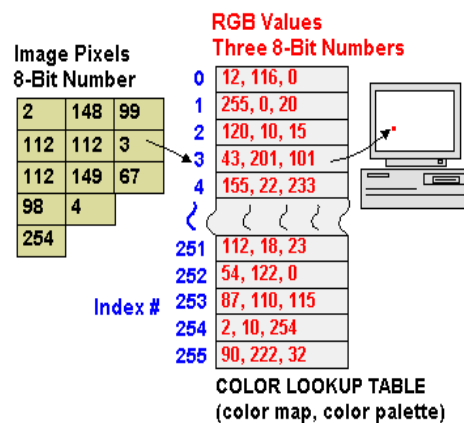 RGB Values
Three 8-Bit Numbers
Image Pixels
8-Bit Number
2 148 99
112 112 3
112 149 67
98 4
254
0 12, 116, 0
1 255, 0, 20
2 120, 10, 15
3 43, 201, 101
4 155, 22, 233
251 112, 18, 23
252 54, 122, 0
Index # 253 87, 110, 115
254 2, 10, 254
255 90, 222, 32
COLOR LOOKUP TABLE
(color map, color palette)